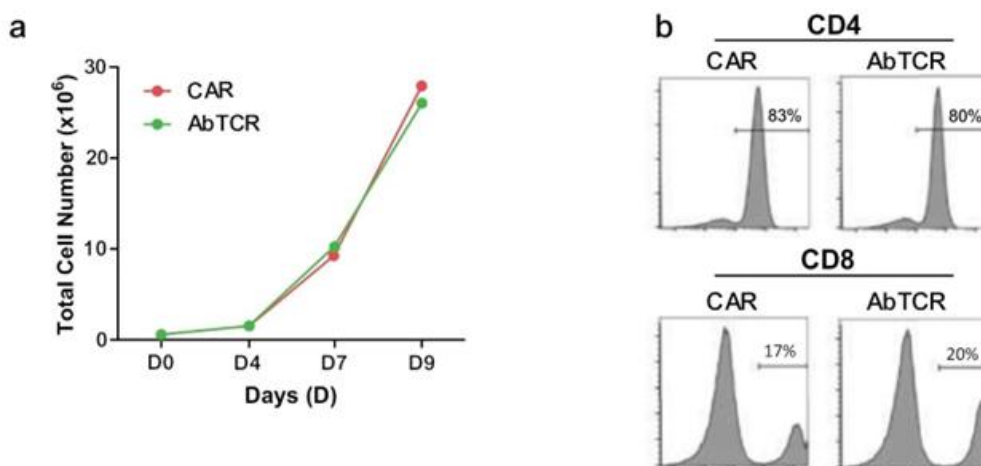 a
30
20
10
0
Total Cell Number (x10⁶)
CAR
AbTCR
D0 D4 D7 D9
Days (D)
b
CD4
CAR AbTCR
83% 80%
CD8
CAR AbTCR
17% 20%